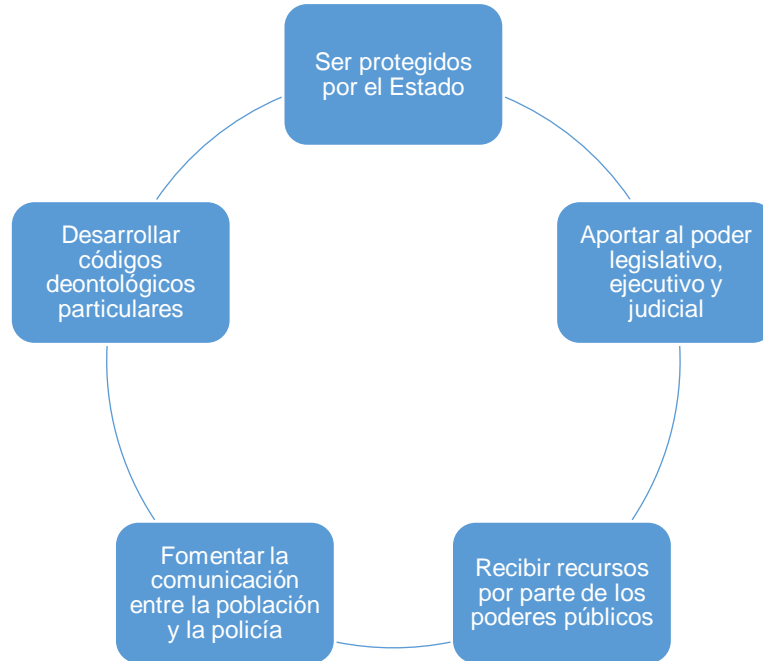 Ser protegidos
por el Estado
Aportar al poder
legislativo,
ejecutivo y
judicial
Recibir recursos
por parte de los
poderes públicos
Fomentar la
comunicación
entre la población
y la policía
Desarrollar
códigos
deontológicos
particulares